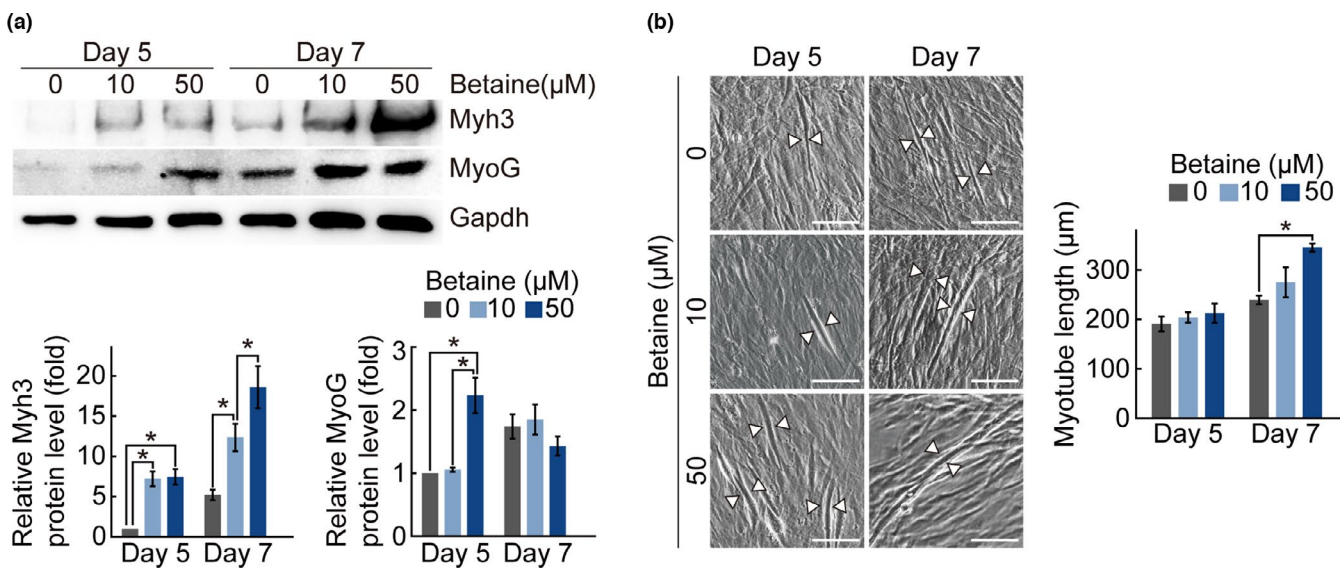 (a)
Day 5 Day 7
0 10 50 0 10 50 Betaine(µM)
Myh3
MyoG
Gapdh
Betaine (µM)
0 10 50
Relative Myh3
protein level (fold)
20
15
10
5
0
Day 5 Day 7
* * * *
Relative MyoG
protein level (fold)
3
2
1
0
Day 5 Day 7
* *
(b)
Day 5 Day 7
Betaine (µM)
0
10
50
Betaine (µM)
0 10 50
Myotube length (µm)
300
200
100
0
Day 5 Day 7
*